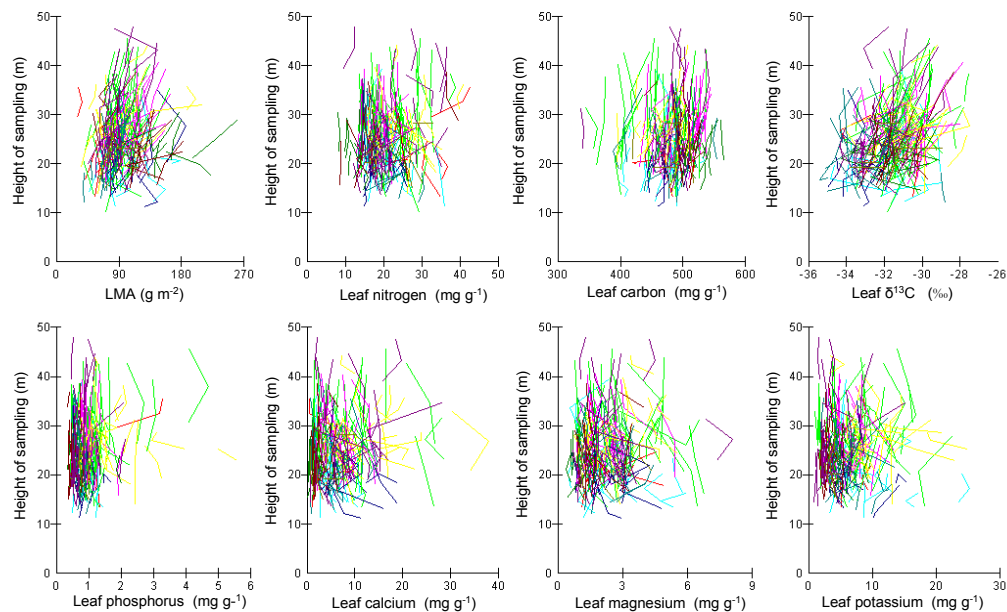 50
40
30
20
10
0
Height of sampling (m)
0 90 180 270
LMA (g m-2)
50
40
30
20
10
0
Height of sampling (m)
0 10 20 30 40 50
Leaf nitrogen (mg g-1)
50
40
30
20
10
0
Height of sampling (m)
300 400 500 600
Leaf carbon (mg g-1)
50
40
30
20
10
0
Height of sampling (m)
-36 -34 -32 -30 -28 -26
Leaf δ13C (‰)
50
40
30
20
10
0
Height of sampling (m)
0 1 2 3 4 5 6
Leaf phosphorus (mg g-1)
50
40
30
20
10
0
Height of sampling (m)
0 10 20 30 40
Leaf calcium (mg g-1)
50
40
30
20
10
0
Height of sampling (m)
0 3 6 9
Leaf magnesium (mg g-1)
50
40
30
20
10
0
Height of sampling (m)
0 10 20 30
Leaf potassium (mg g-1)